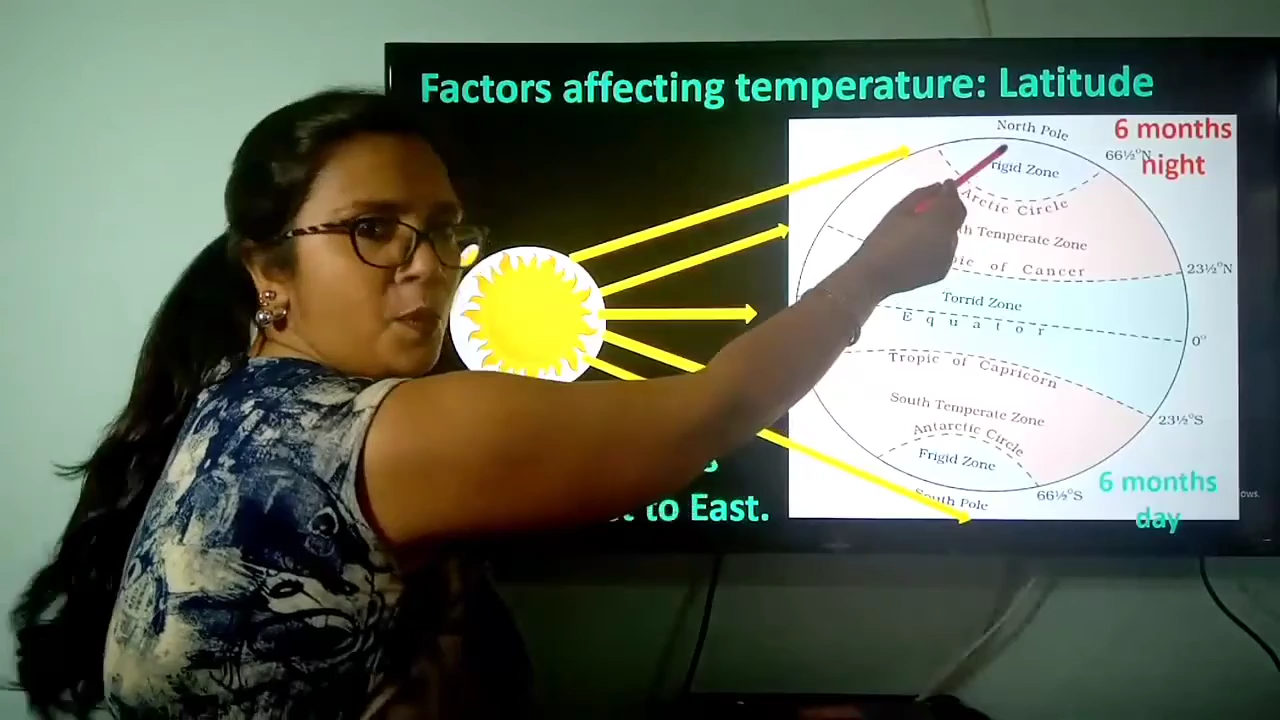 Factors affecting temperature: Latitude
North Pole
6 months
night
66½°N
Zone
Arctic Circle
Temperate Zone
of Cancer
23½°N
Torrid Zone
Equator
0°
Tropic of Capricorn
South Temperate Zone
23½°S
Antarctic Circle
Frigid Zone
66½°S
South Pole
6 months
day
to East.